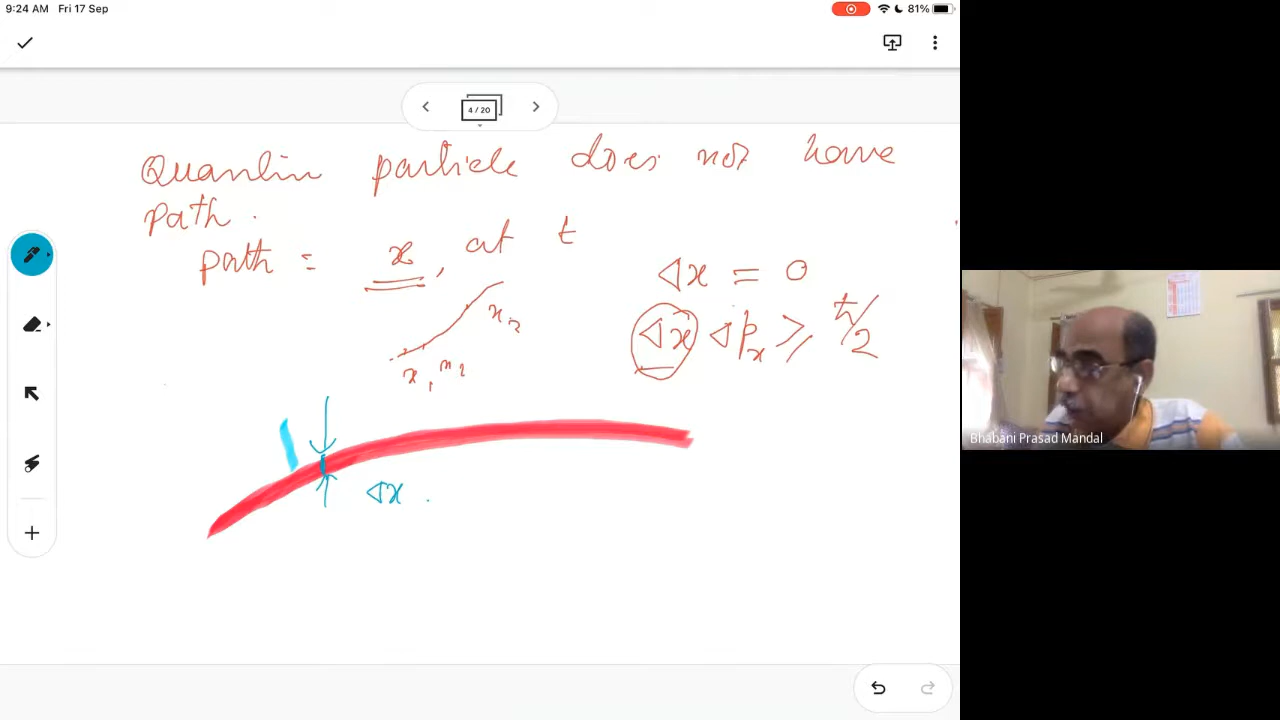 9:24 AM Fri 17 Sep
81%
4 / 20
Quantum particle does not have
path.
path = x, at t
Δx = 0
x₁ x₂ x₂
Δx Δpₓ ⩾ ħ/2
Δx
Bhabani Prasad Mandal